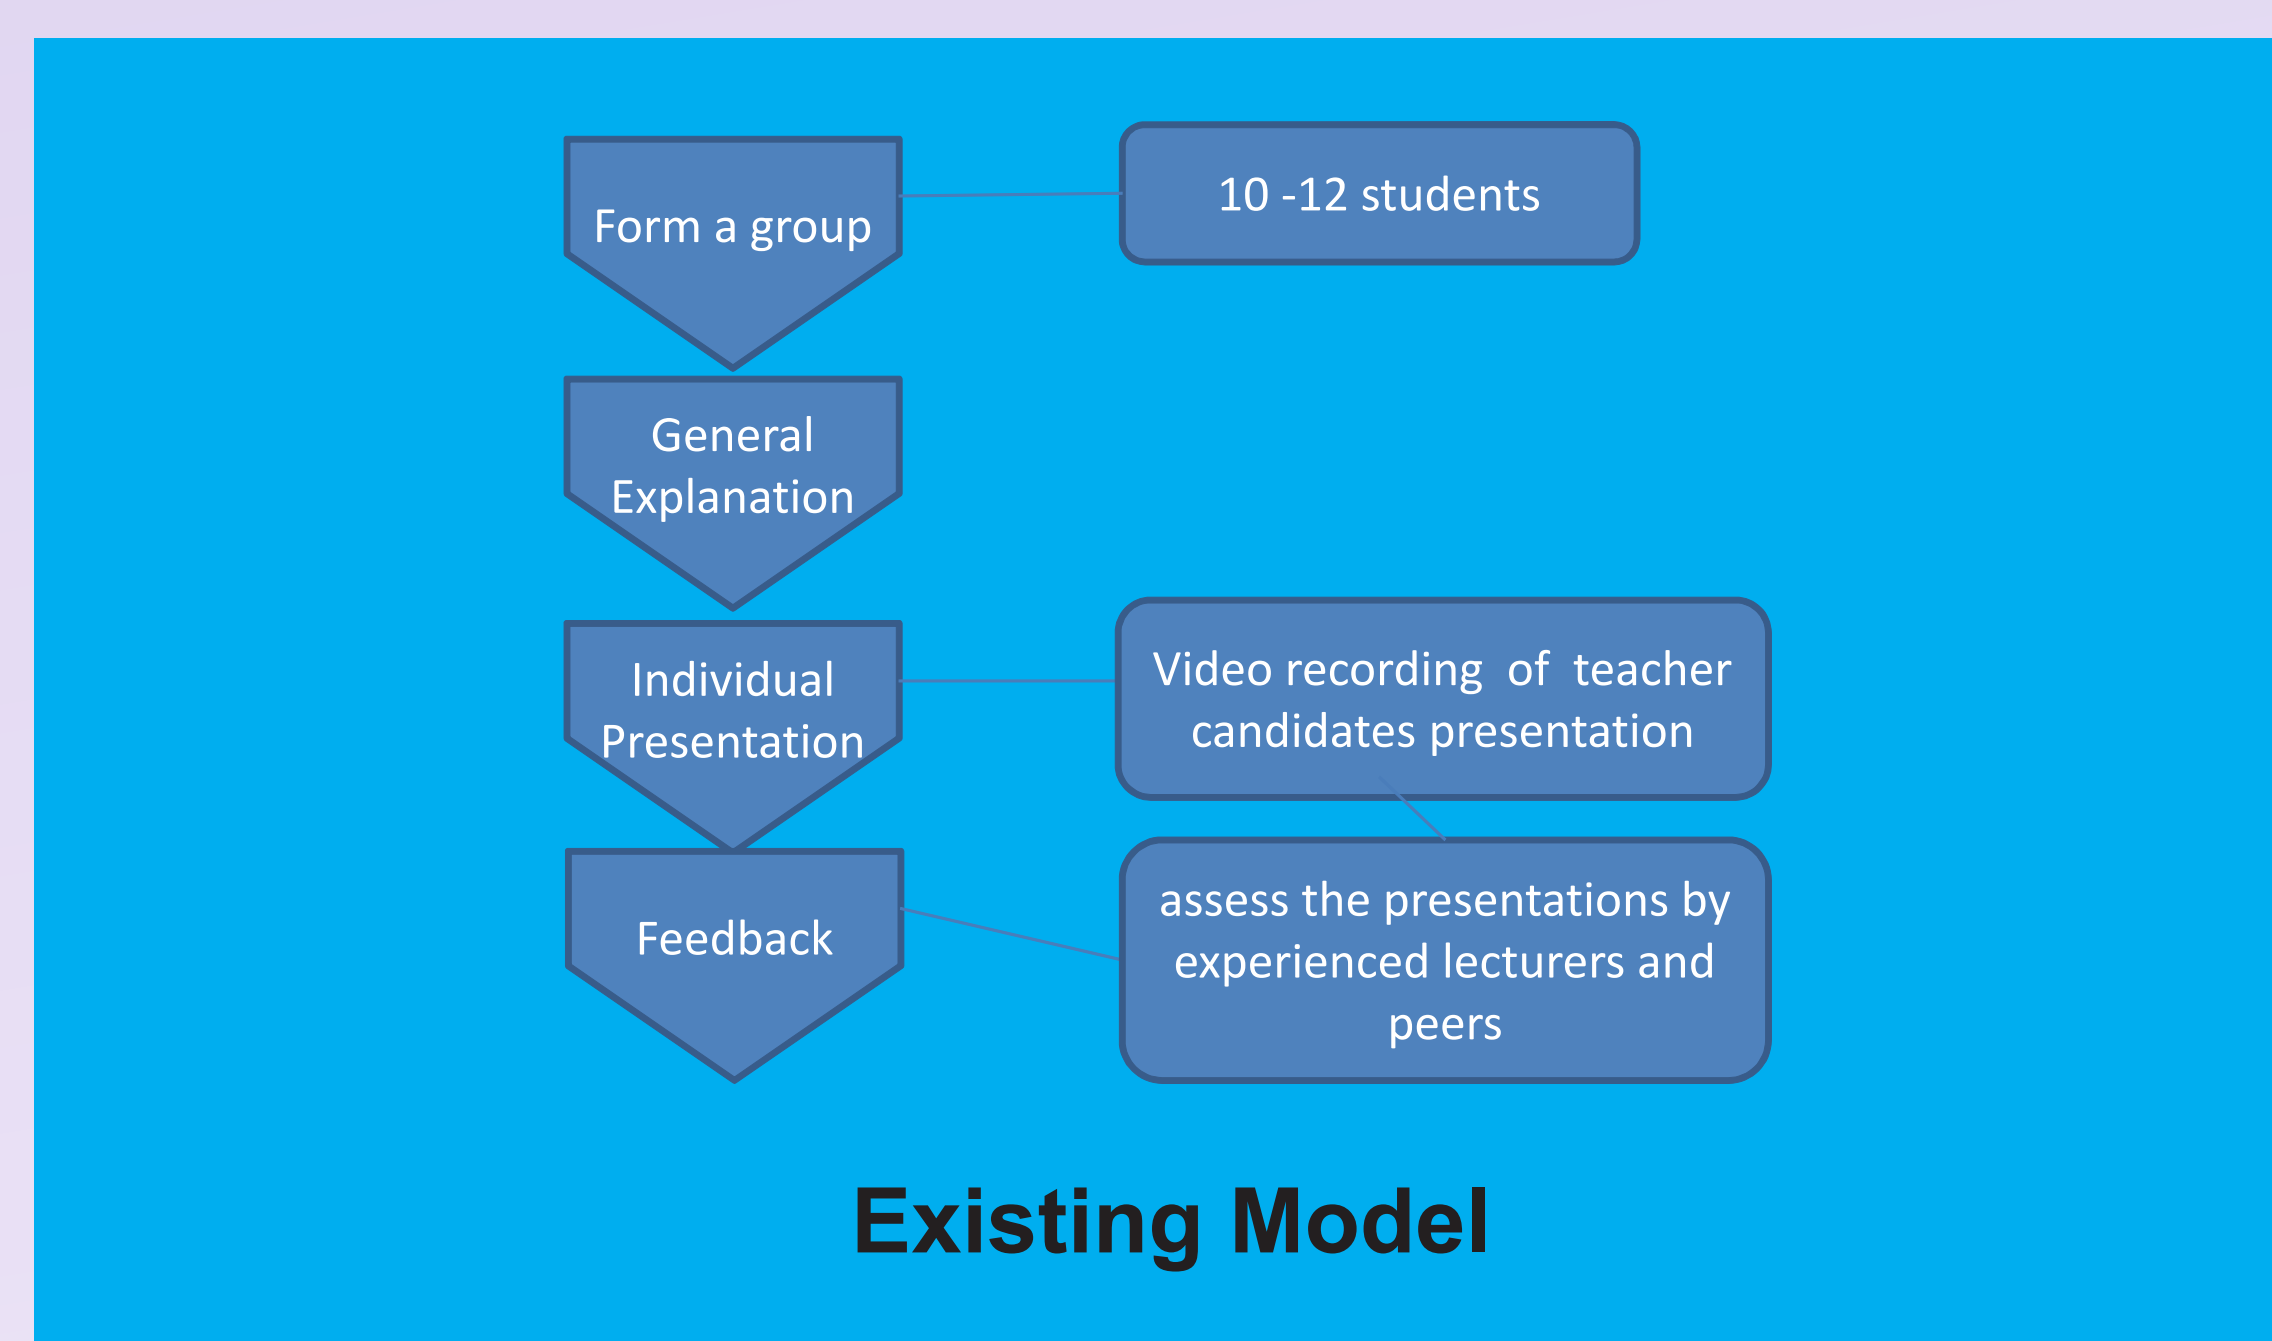 Form a group
10 -12 students
General
Explanation
Individual
Presentation
Video recording  of  teacher
candidates presentation
Feedback
assess the presentations by
experienced lecturers and
peers
Existing Model